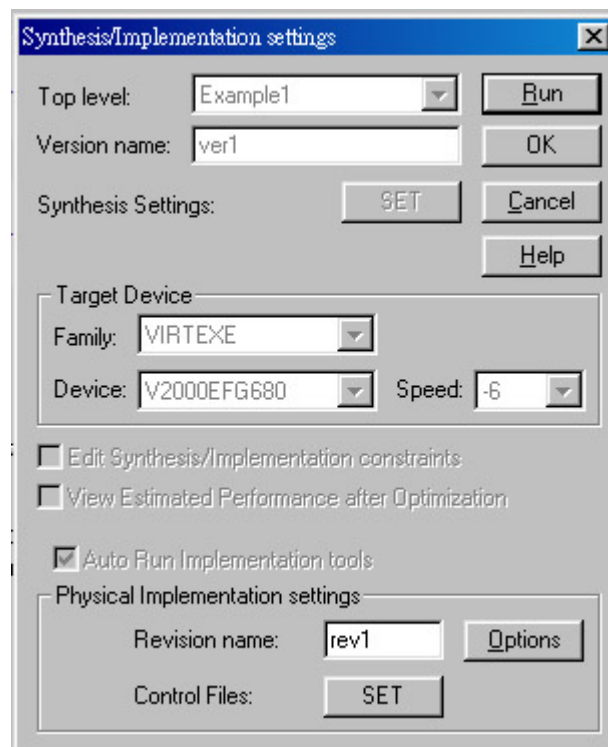 Synthesis/Implementation settings
Top level: Example1 Run
Version name: ver1 OK
Synthesis Settings: SET Cancel
Help
Target Device
Family: VIRTEXE
Device: V2000EFG680 Speed: -6
Edit Synthesis/Implementation constraints
View Estimated Performance after Optimization
Auto Run Implementation tools
Physical Implementation settings
Revision name: rev1 Options
Control Files: SET